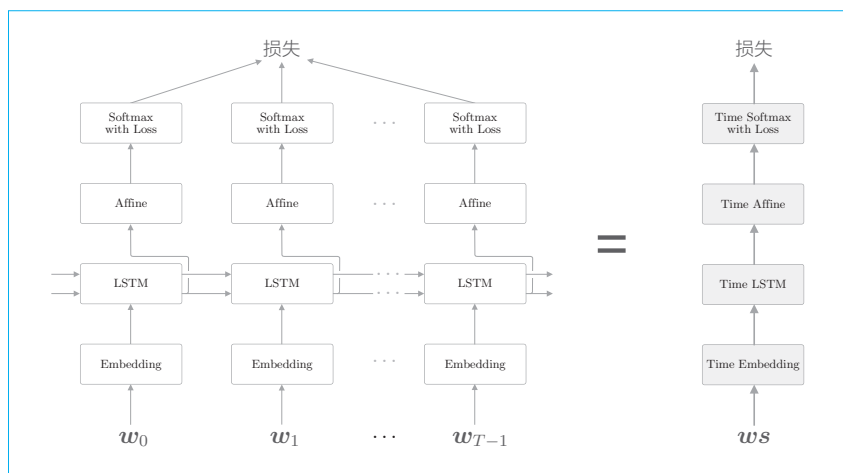 损失
Softmax
with Loss
Softmax
with Loss
···
Softmax
with Loss
Affine
Affine
···
Affine
LSTM
LSTM
···
···
LSTM
Embedding
Embedding
···
Embedding
w0
w1
···
wT−1
=
损失
Time Softmax
with Loss
Time Affine
Time LSTM
Time Embedding
ws